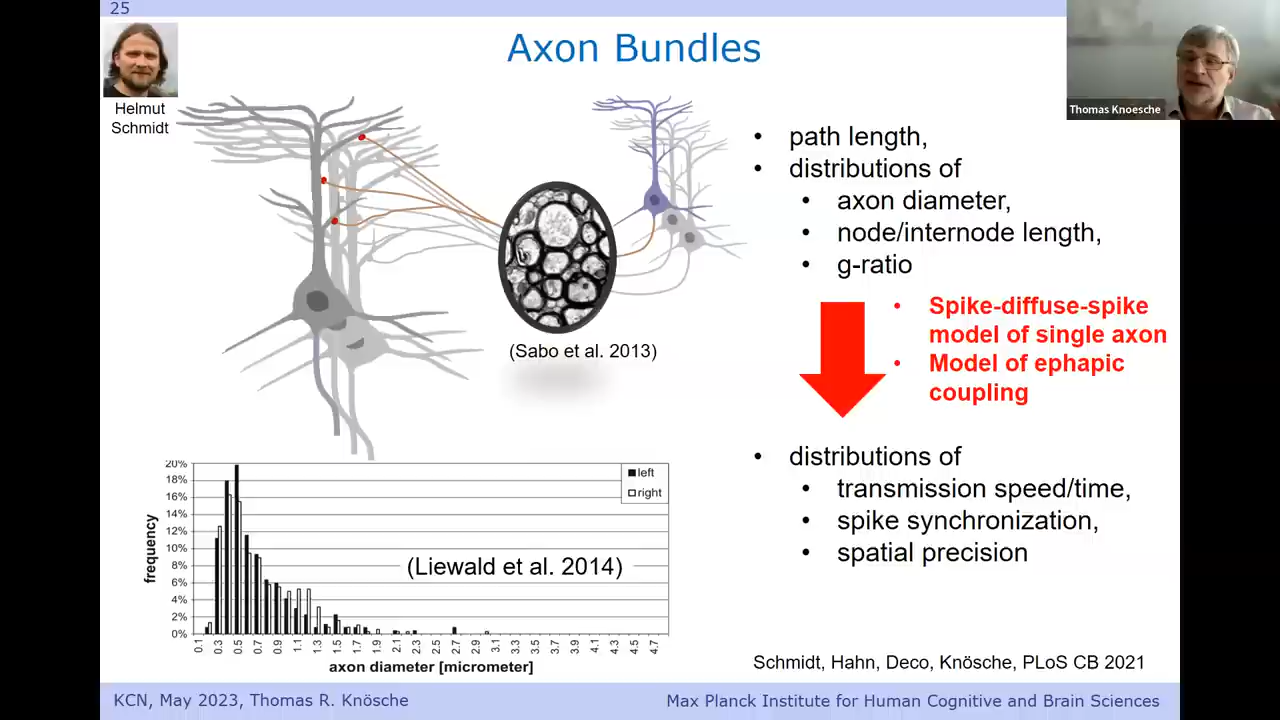 25
Axon Bundles
Helmut
Schmidt
Thomas Knoesche
• path length,
• distributions of
• axon diameter,
• node/internode length,
• g-ratio
• Spike-diffuse-spike
model of single axon
• Model of ephapic
coupling
(Sabo et al. 2013)
• distributions of
• transmission speed/time,
• spike synchronization,
• spatial precision
20%
18%
16%
14%
12%
10%
8%
6%
4%
2%
0%
frequency
left
right
(Liewald et al. 2014)
0.1 0.3 0.5 0.7 0.9 1.1 1.3 1.5 1.7 1.9 2.1 2.3 2.5 2.7 2.9 3.1 3.3 3.5 3.7 3.9 4.1 4.3 4.5 4.7
axon diameter [micrometer]
Schmidt, Hahn, Deco, Knösche, PLoS CB 2021
KCN, May 2023, Thomas R. Knösche
Max Planck Institute for Human Cognitive and Brain Sciences